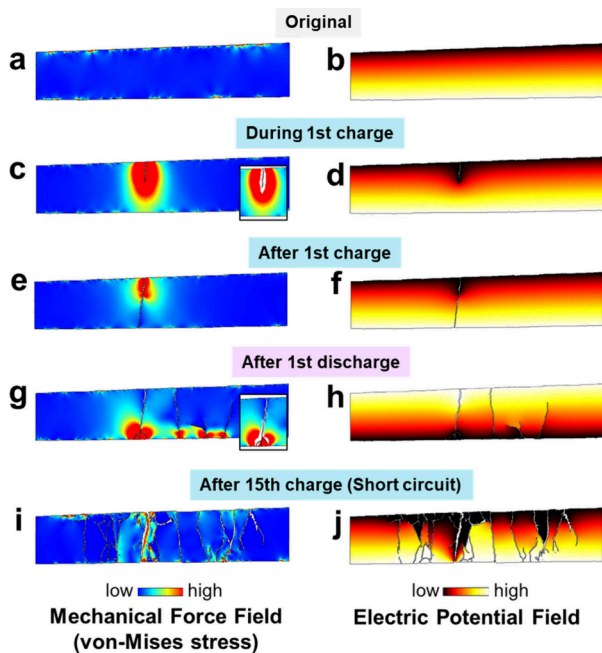 Original
a
b
During 1st charge
c
d
After 1st charge
e
f
After 1st discharge
g
h
After 15th charge (Short circuit)
i
j
low high
low high
Mechanical Force Field
(von-Mises stress)
Electric Potential Field